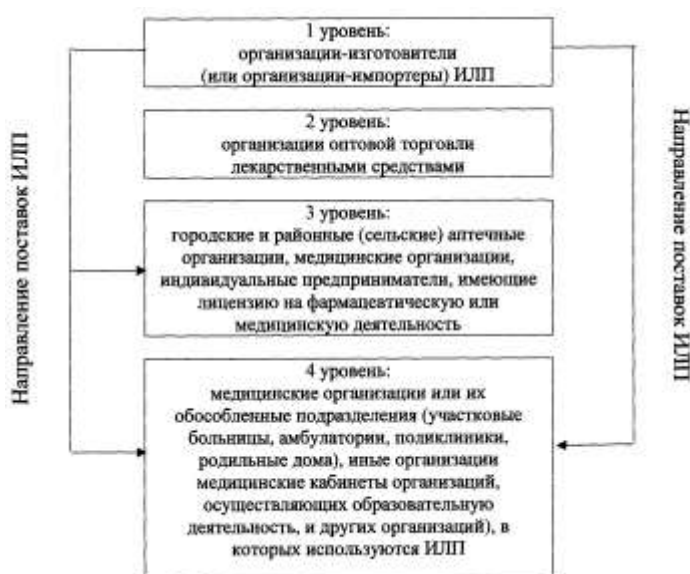 1 уровень:
организации-изготовители
(или организации-импортеры) ИЛП
2 уровень:
организации оптовой торговли
лекарственными средствами
3 уровень:
городские и районные (сельские) аптечные
организации, медицинские организации,
индивидуальные предприниматели, имеющие
лицензию на фармацевтическую или
медицинскую деятельность
4 уровень:
медицинские организации или их
обособленные подразделения (участковые
больницы, амбулатории, поликлиники,
родильные дома), иные организации
медицинские кабинеты организаций,
осуществляющих образовательную
деятельность, и других организаций), в
которых используются ИЛП
Направление поставок ИЛП
Направление поставок ИЛП